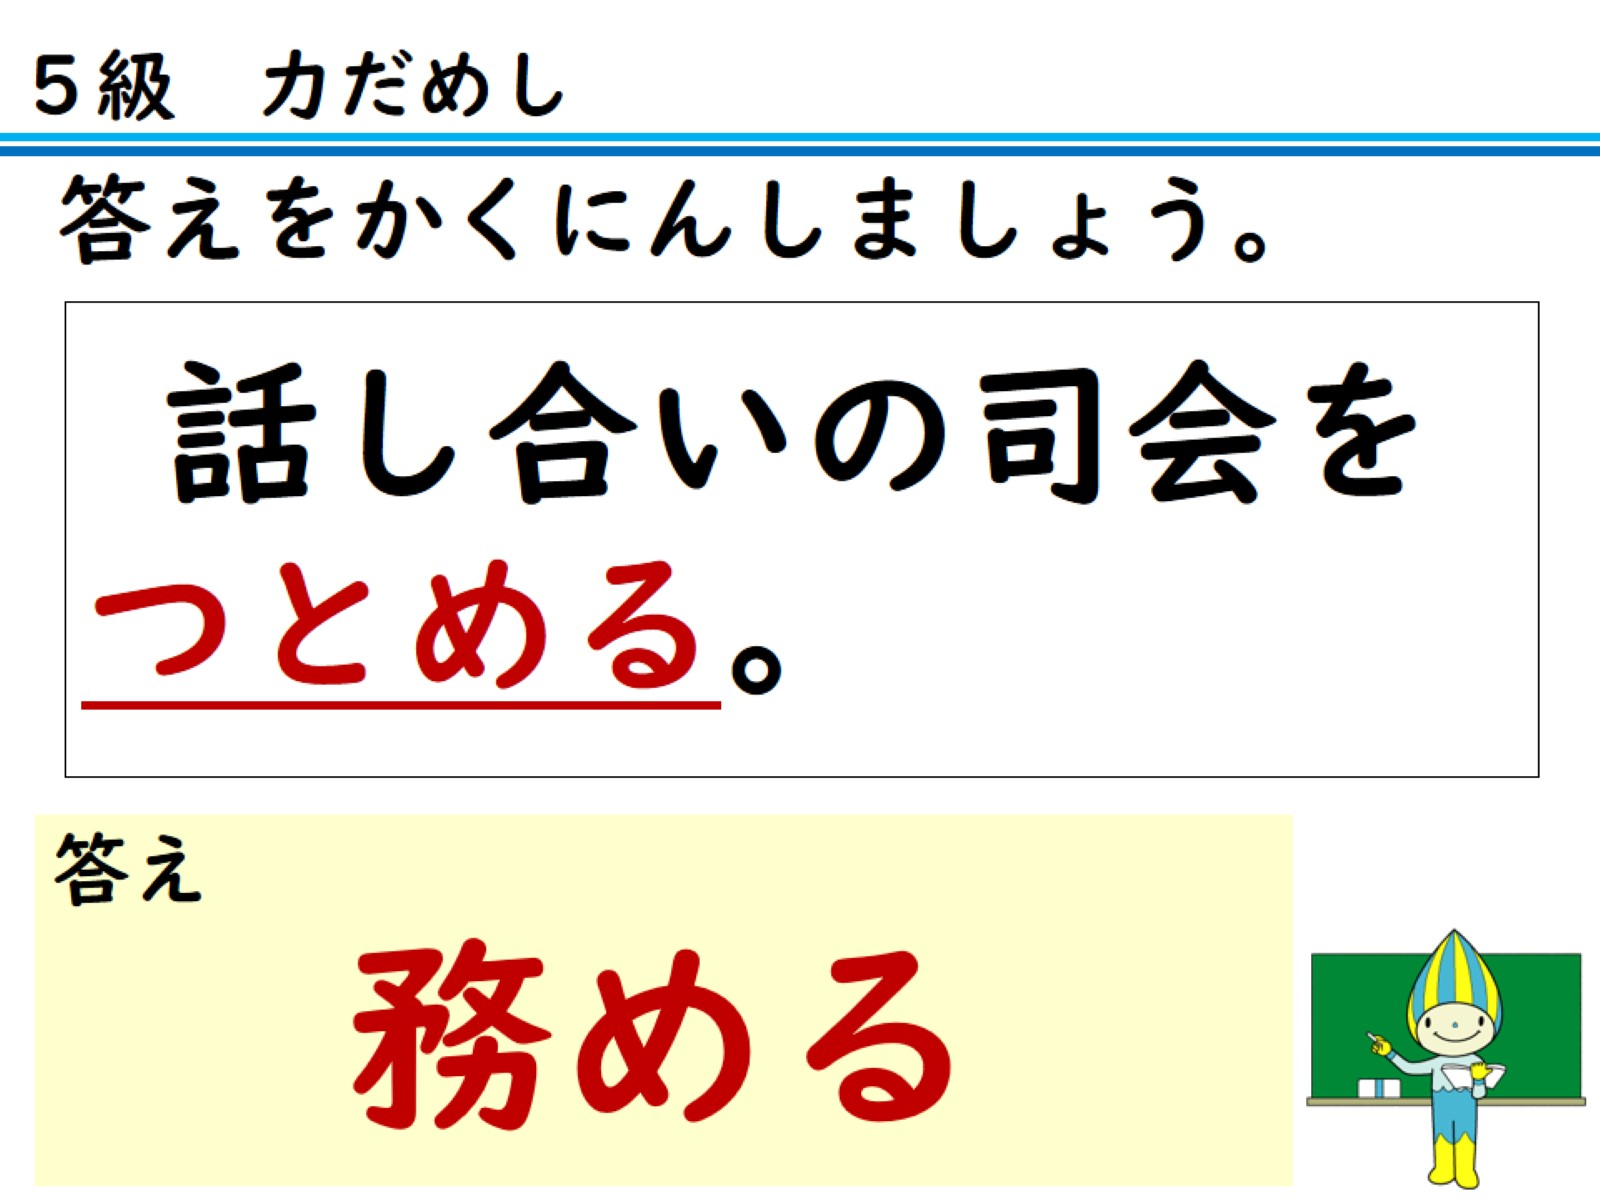 ５級　力だめし
答えをかくにんしましょう。
話し合いの司会を
つとめる。
答え
務める